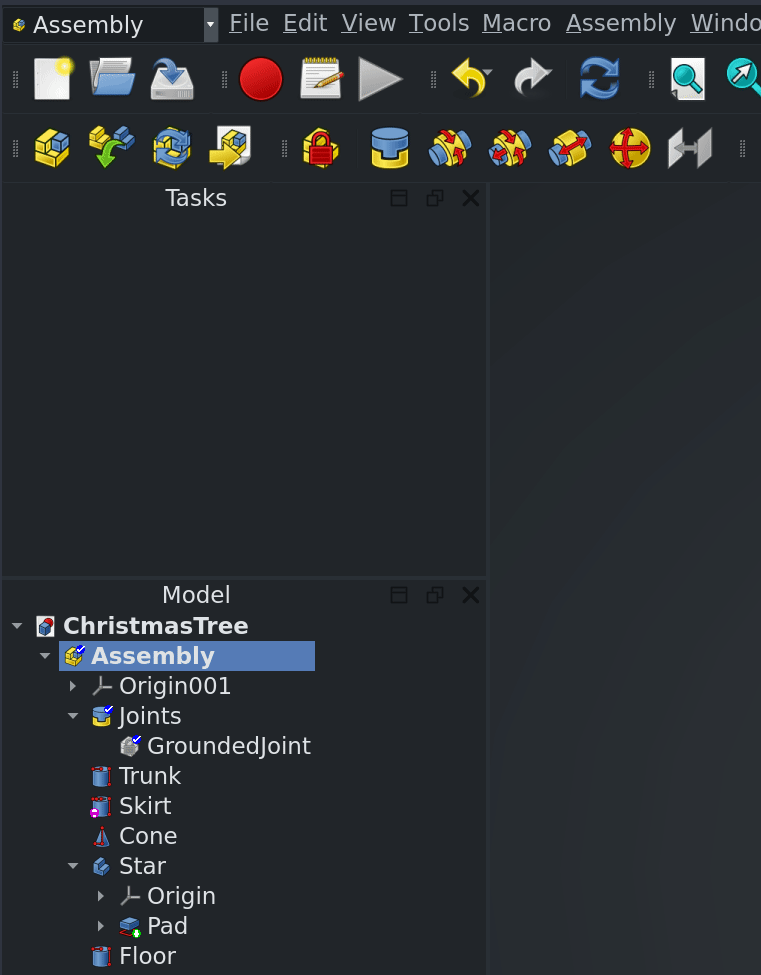 Assembly File Edit View Tools Macro Assembly Windo
Tasks
Model
ChristmasTree
Assembly
Origin001
Joints
GroundedJoint
Trunk
Skirt
Cone
Star
Origin
Pad
Floor